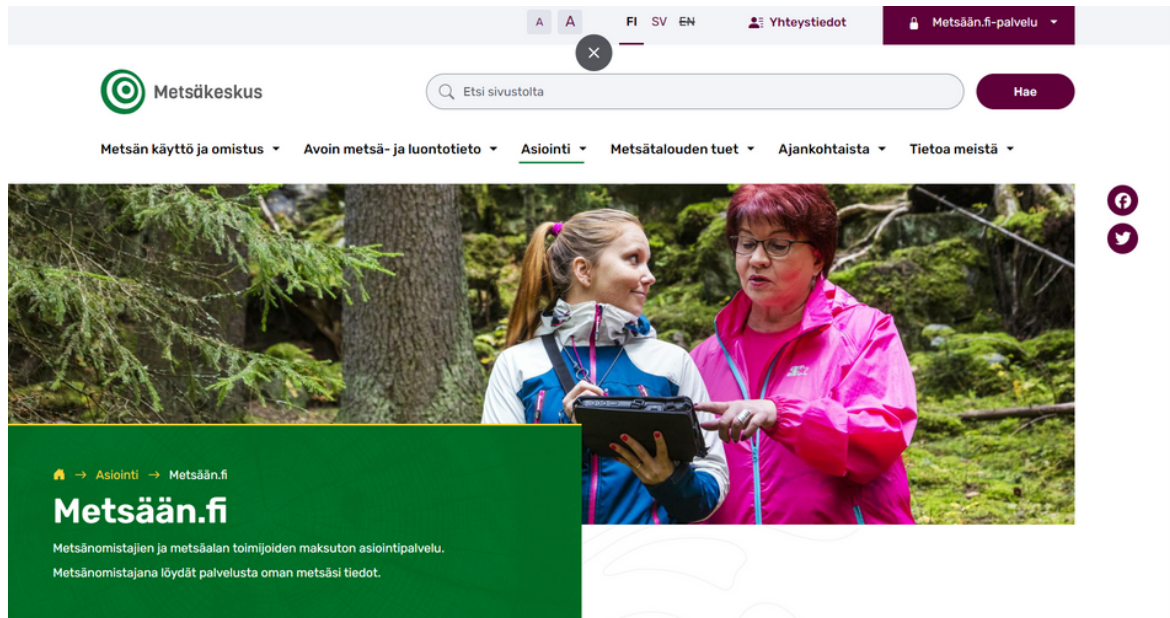 A A FI SV EN Yhteystiedot Metsään.fi-palvelu
Metsäkeskus Etsi sivustolta Hae
Metsän käyttö ja omistus Avoin metsä- ja luontotieto Asiointi Metsätalouden tuet Ajankohtaista Tietoa meistä
Asiointi → Metsään.fi
Metsään.fi
Metsänomistajien ja metsäalan toimijoiden maksuton asiointipalvelu.
Metsänomistajana löydät palvelusta oman metsäsi tiedot.